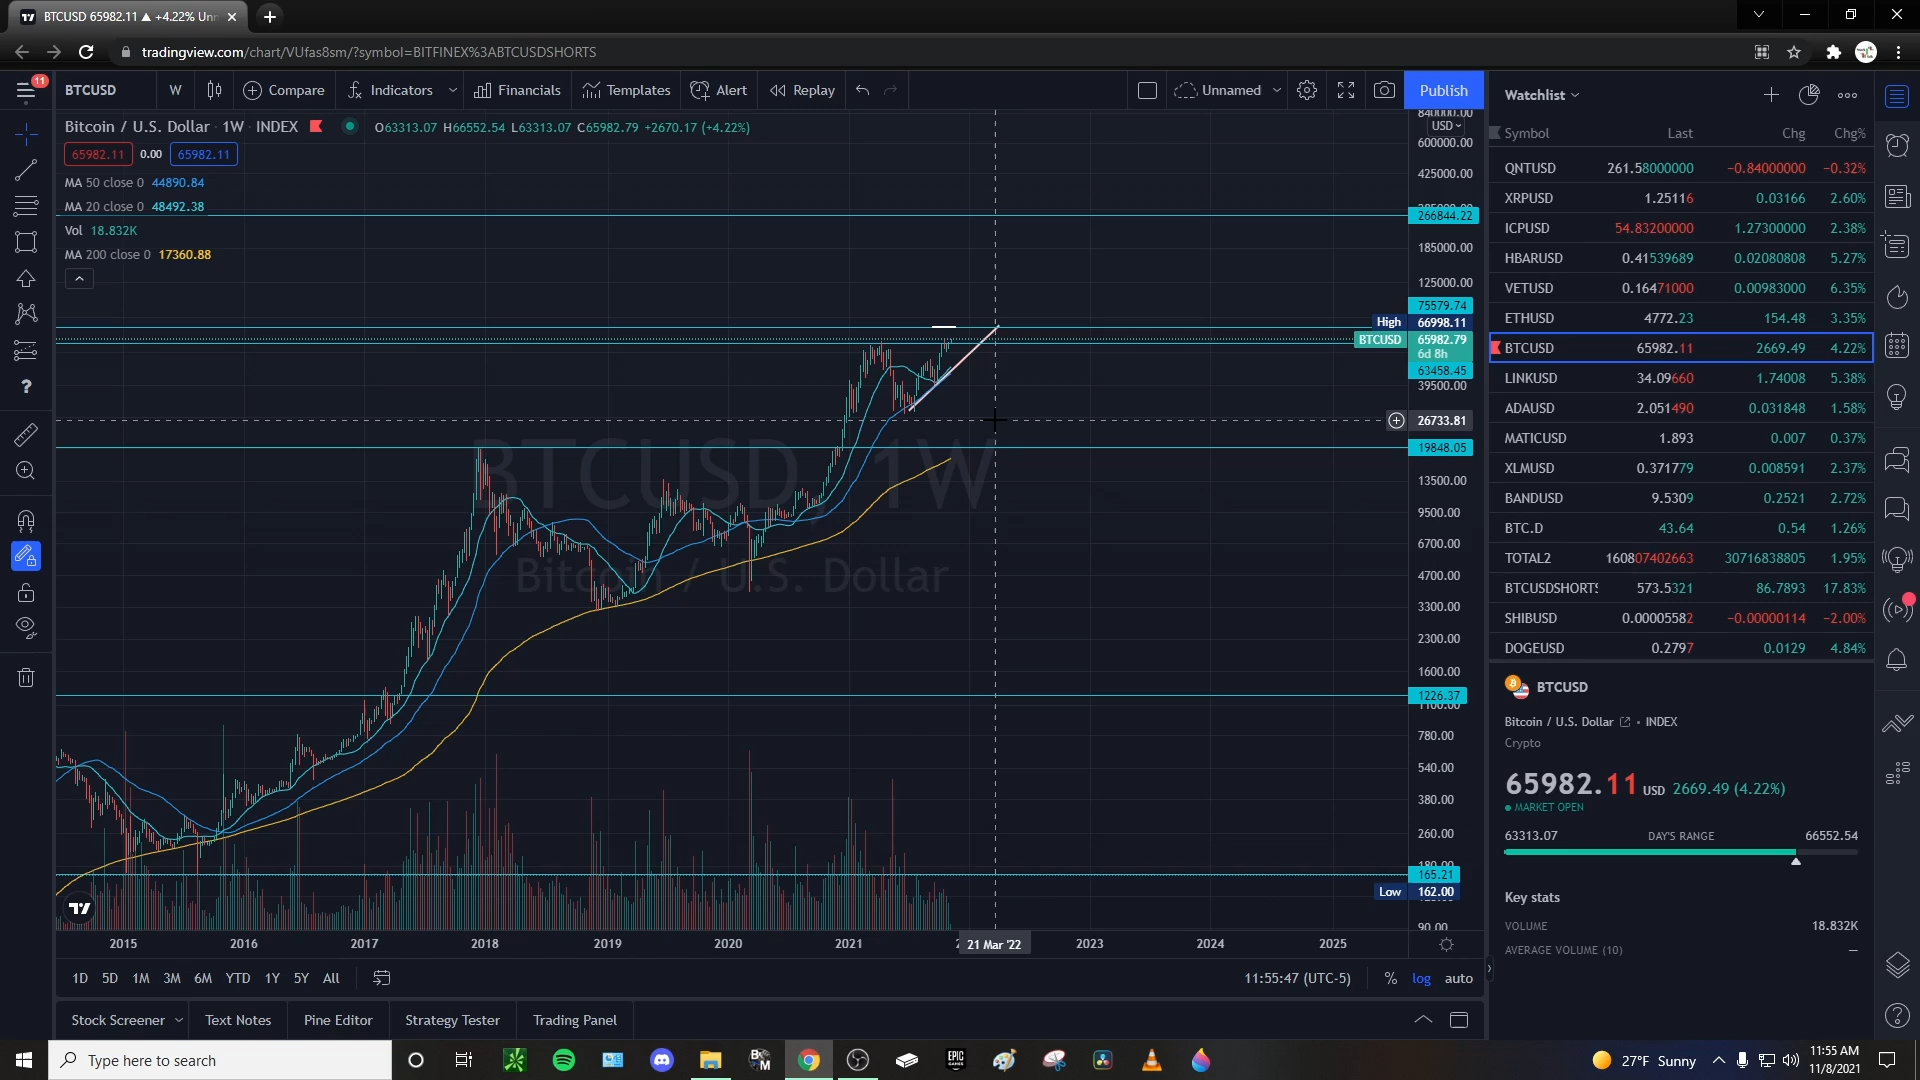 BTCUSD 65982.11 ▲ +4.22% Unn
tradingview.com/chart/VUfas8sm/?symbol=BITFINEX%3ABTCUSDSHORTS
11
BTCUSD W Compare Indicators Financials Templates Alert Replay Unnamed Publish
Bitcoin / U.S. Dollar · 1W · INDEX O63313.07 H66552.54 L63313.07 C65982.79 +2670.17 (+4.22%)
65982.11 0.00 65982.11
MA 50 close 0 44890.84
MA 20 close 0 48492.38
Vol 18.832K
MA 200 close 0 17360.88
BTCUSD, 1W
Bitcoin / U.S. Dollar
840000.00
USD
600000.00
425000.00
285000.00
266844.22
185000.00
125000.00
75579.74
High 66998.11
BTCUSD 65982.79
6d 8h
63458.45
39500.00
26733.81
19848.05
13500.00
9500.00
6700.00
4700.00
3300.00
2300.00
1600.00
1226.37
1100.00
780.00
540.00
380.00
260.00
180.00
165.21
Low 162.00
90.00
2015 2016 2017 2018 2019 2020 2021 21 Mar '22 2023 2024 2025
1D 5D 1M 3M 6M YTD 1Y 5Y All 11:55:47 (UTC-5) % log auto
Stock Screener Text Notes Pine Editor Strategy Tester Trading Panel
Watchlist
Symbol Last Chg Chg%
QNTUSD 261.58000000 −0.84000000 −0.32%
XRPUSD 1.25116 0.03166 2.60%
ICPUSD 54.83200000 1.27300000 2.38%
HBARUSD 0.41539689 0.02080808 5.27%
VETUSD 0.16471000 0.00983000 6.35%
ETHUSD 4772.23 154.48 3.35%
BTCUSD 65982.11 2669.49 4.22%
LINKUSD 34.09660 1.74008 5.38%
ADAUSD 2.051490 0.031848 1.58%
MATICUSD 1.893 0.007 0.37%
XLMUSD 0.371779 0.008591 2.37%
BANDUSD 9.5309 0.2521 2.72%
BTC.D 43.64 0.54 1.26%
TOTAL2 160807402663 30716838805 1.95%
BTCUSDSHORTS 573.5321 86.7893 17.83%
SHIBUSD 0.00005582 −0.00000114 −2.00%
DOGEUSD 0.2797 0.0129 4.84%
BTCUSD
Bitcoin / U.S. Dollar • INDEX
Crypto
65982.11 USD 2669.49 (4.22%)
MARKET OPEN
63313.07 DAY'S RANGE 66552.54
Key stats
VOLUME 18.832K
AVERAGE VOLUME (10) —
Type here to search
EPIC GAMES
27°F Sunny
11:55 AM
11/8/2021